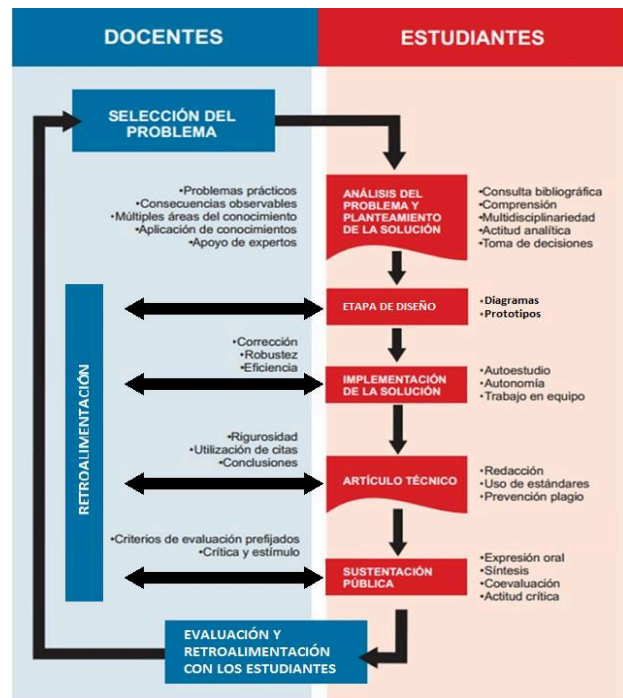 DOCENTES
ESTUDIANTES
SELECCIÓN DEL
PROBLEMA
•Problemas prácticos
•Consecuencias observables
•Múltiples áreas del conocimiento
•Aplicación de conocimientos
•Apoyo de expertos
ANÁLISIS DEL
PROBLEMA Y
PLANTEAMIENTO
DE LA SOLUCIÓN
•Consulta bibliográfica
•Comprensión
•Multidisciplinariedad
•Actitud analítica
•Toma de decisiones
RETROALIMENTACIÓN
ETAPA DE DISEÑO
•Diagramas
•Prototipos
•Corrección
•Robustez
•Eficiencia
IMPLEMENTACIÓN
DE LA SOLUCIÓN
•Autoestudio
•Autonomía
•Trabajo en equipo
•Rigurosidad
•Utilización de citas
•Conclusiones
ARTÍCULO TÉCNICO
•Redacción
•Uso de estándares
•Prevención plagio
•Criterios de evaluación prefijados
•Crítica y estímulo
SUSTENTACIÓN
PÚBLICA
•Expresión oral
•Síntesis
•Coevaluación
•Actitud crítica
EVALUACIÓN Y
RETROALIMENTACIÓN
CON LOS ESTUDIANTES